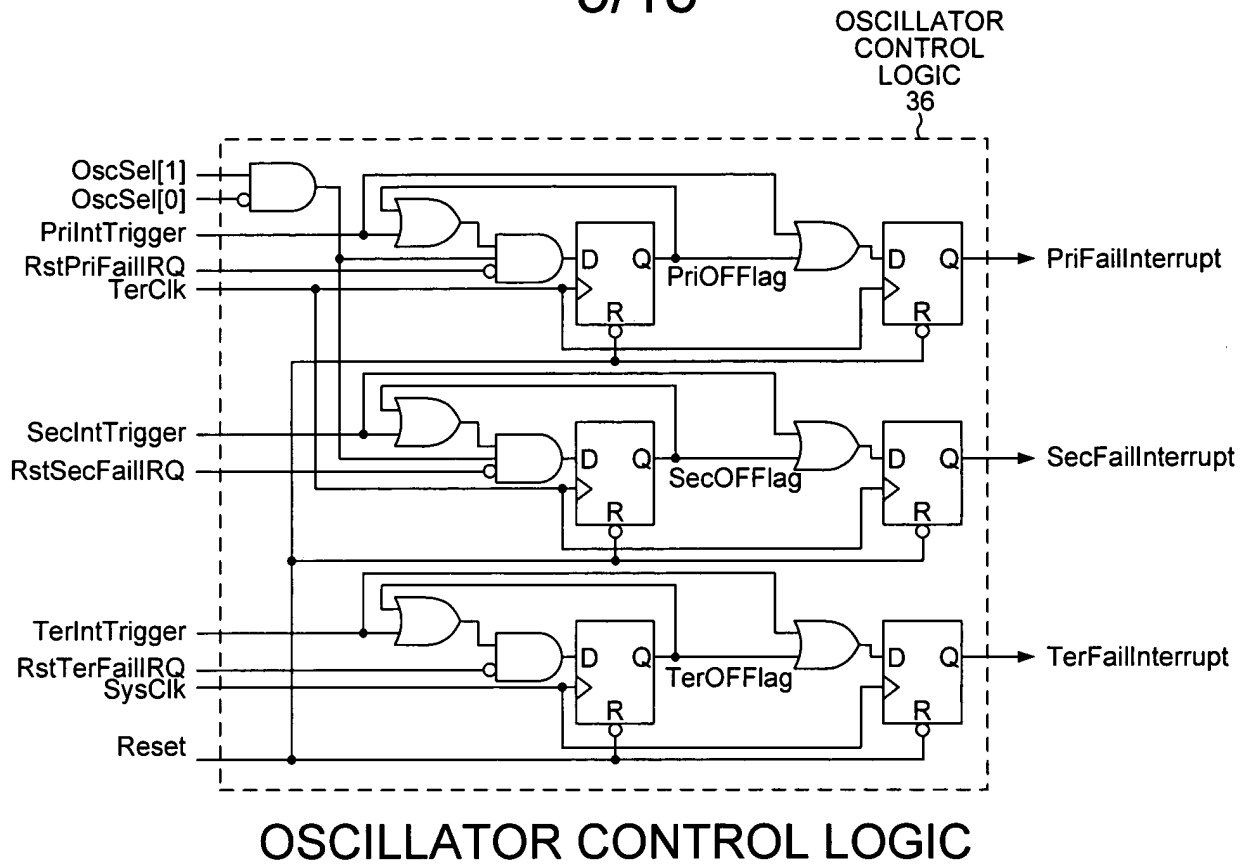 OSCILLATOR
CONTROL
LOGIC
36
OscSel[1]
OscSel[0]
PriIntTrigger
RstPriFailIRQ
TerClk
D Q
R
PriOFFlag
D Q
R
PriFailInterrupt
SecIntTrigger
RstSecFailIRQ
D Q
R
SecOFFlag
D Q
R
SecFailInterrupt
TerIntTrigger
RstTerFailIRQ
SysClk
Reset
D Q
R
TerOFFlag
D Q
R
TerFailInterrupt
OSCILLATOR CONTROL LOGIC